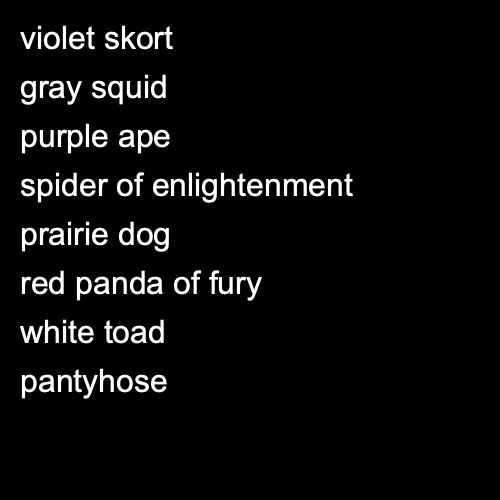 violet skort
gray squid
purple ape
spider of enlightenment
prairie dog
red panda of fury
white toad
pantyhose